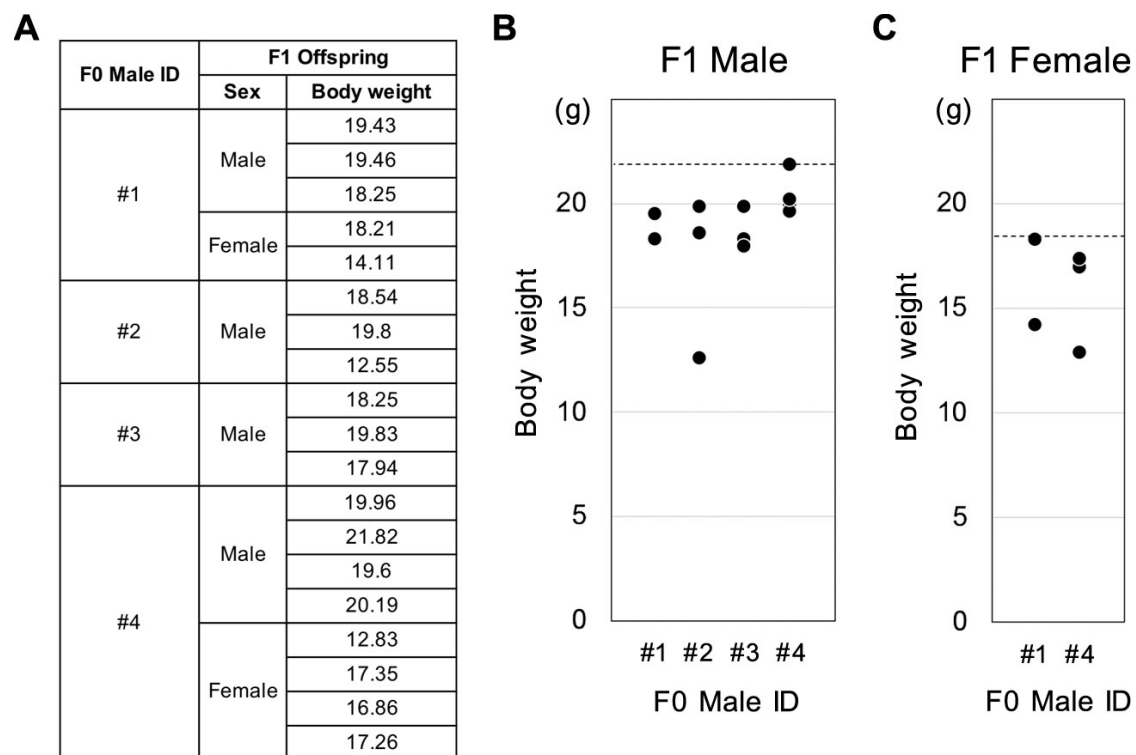 A
F0 Male ID F1 Offspring
Sex Body weight
#1 Male 19.43
19.46
18.25
Female 18.21
14.11
#2 Male 18.54
19.8
12.55
#3 Male 18.25
19.83
17.94
#4 Male 19.96
21.82
19.6
20.19
Female 12.83
17.35
16.86
17.26
B
F1 Male
(g)
Body weight
20
15
10
5
0
#1 #2 #3 #4
F0 Male ID
C
F1 Female
(g)
Body weight
20
15
10
5
0
#1 #4
F0 Male ID